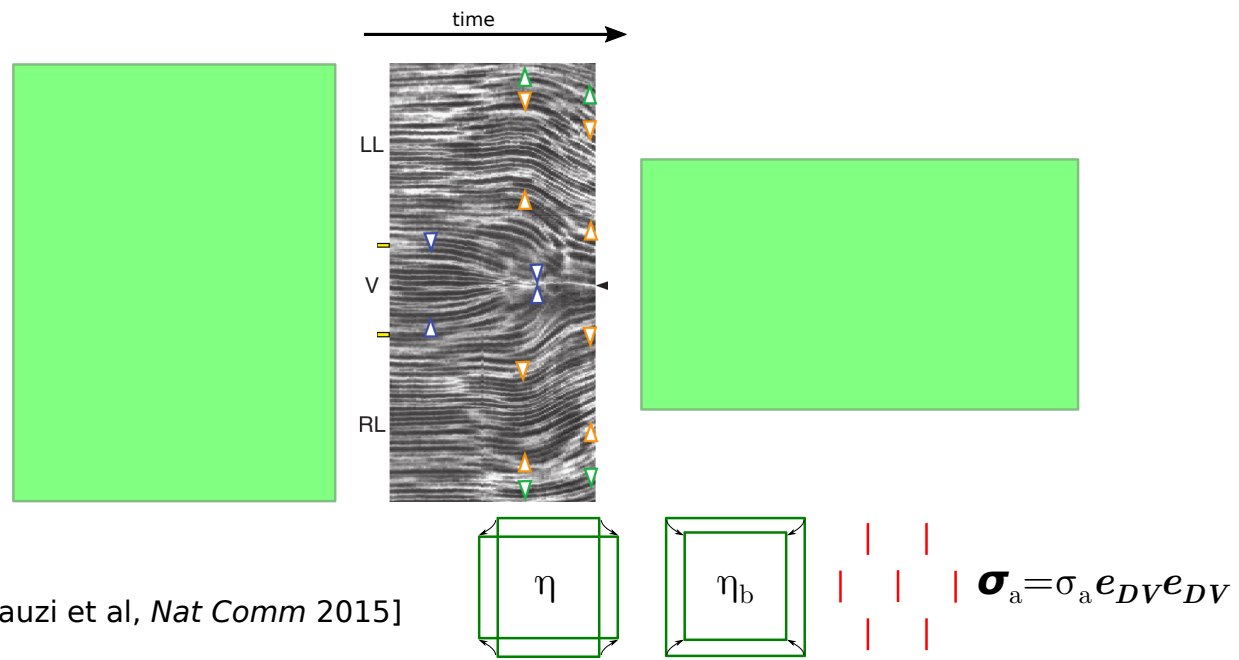 time
LL
V
RL
η
η_b
σ_a=σ_a e_DV e_DV
auzi et al, Nat Comm 2015]